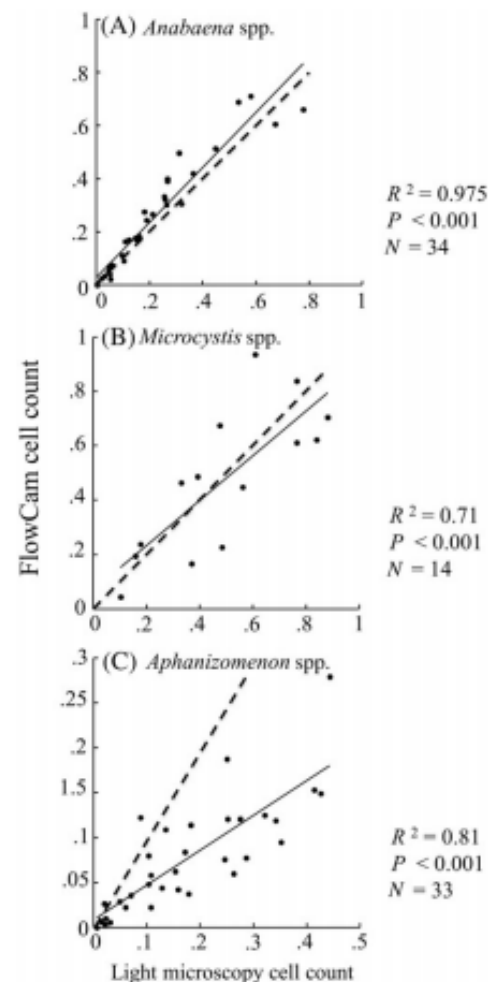 (A) Anabaena spp.
1
.8
.6
.4
.2
0
0 .2 .4 .6 .8 1
R² = 0.975
P < 0.001
N = 34
(B) Microcystis spp.
1
.8
.6
.4
.2
0
0 .2 .4 .6 .8 1
R² = 0.71
P < 0.001
N = 14
(C) Aphanizomenon spp.
.3
.25
.2
1.5
.1
.05
0
0 .1 .2 .3 .4 .5
R² = 0.81
P < 0.001
N = 33
FlowCam cell count
Light microscopy cell count